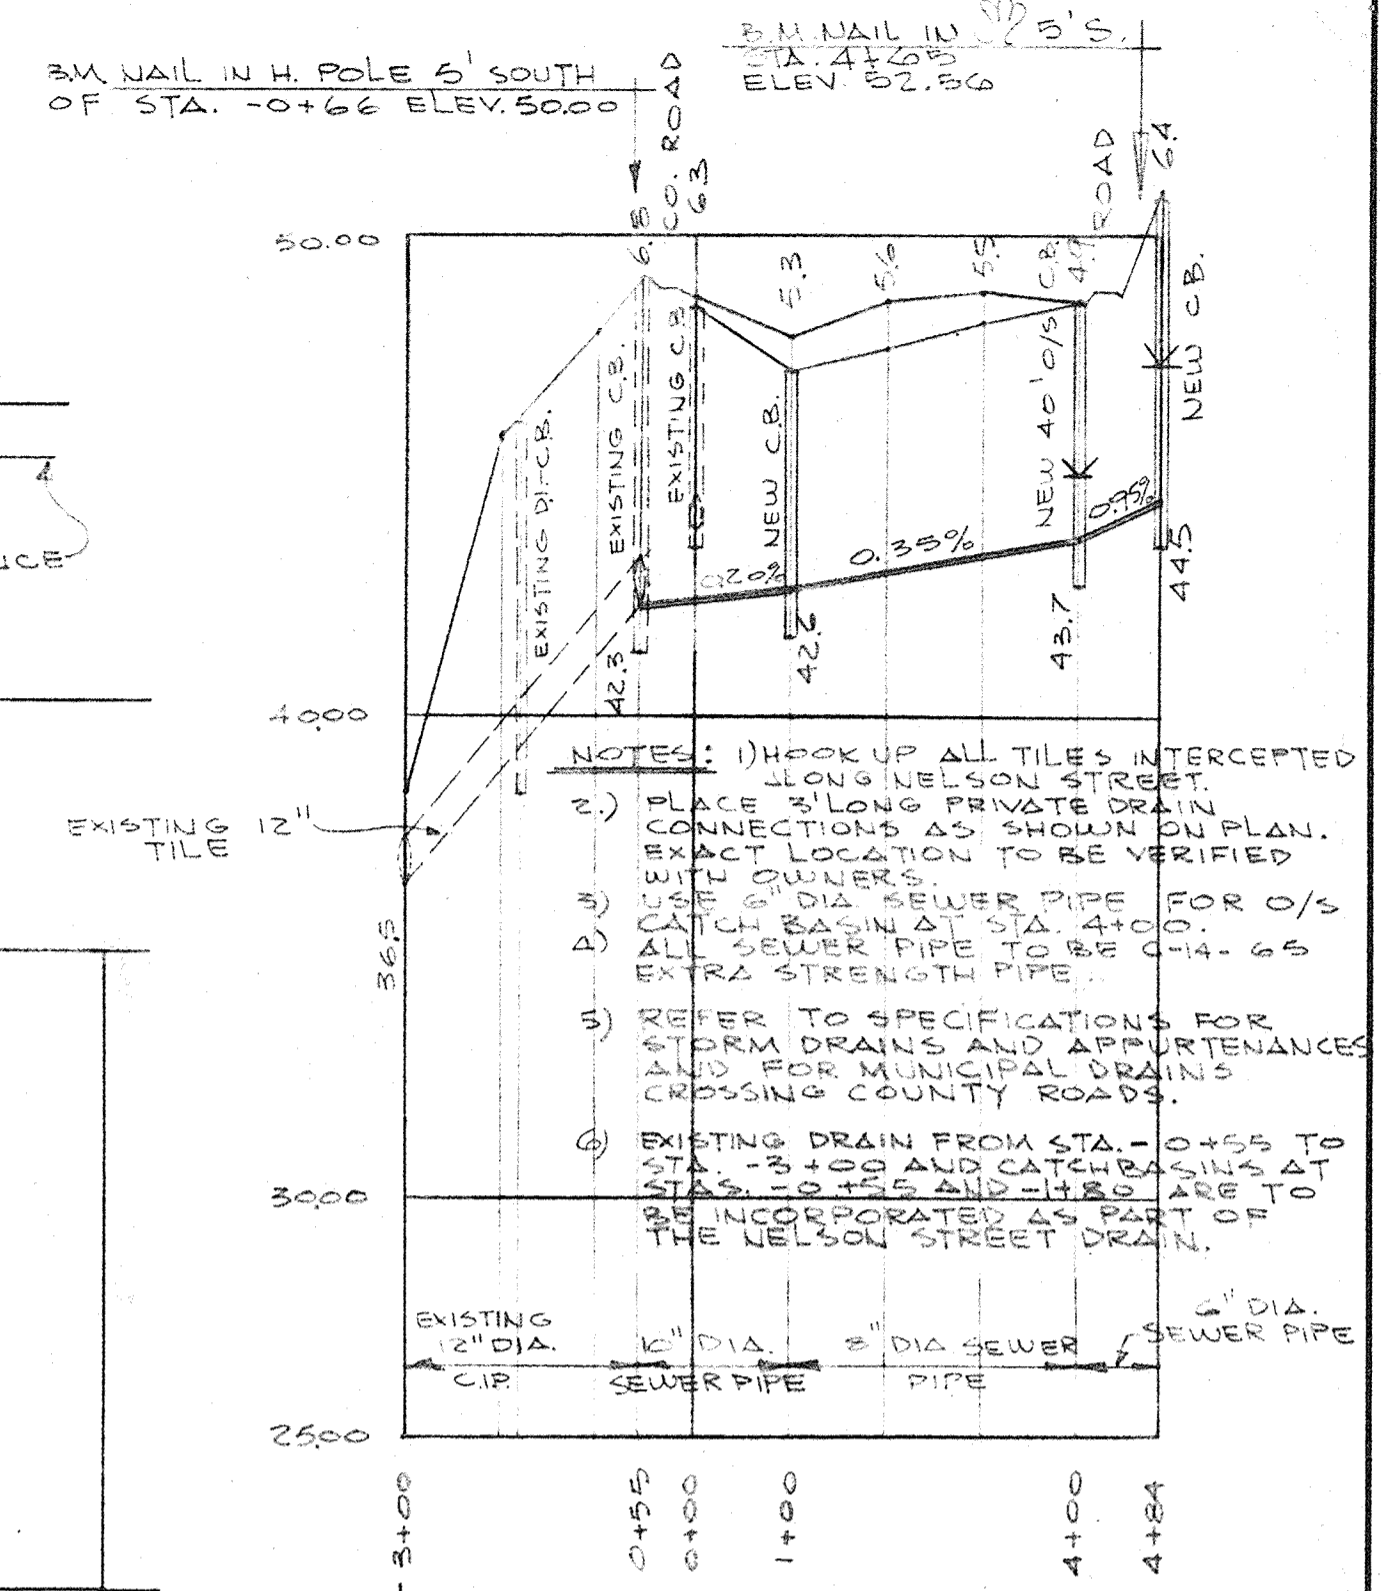 B.M. NAIL IN 5' S.
STA. 4+65
ELEV. 52.56
B.M. NAIL IN H. POLE 5' SOUTH
OF STA. -0+66 ELEV. 50.00
CO. ROAD
ROAD
6.8
6.3
5.3
5.6
5.5
4.9
6.4
50.00
EXISTING D.I.-C.B.
EXISTING C.B.
EXISTING C.B.
NEW C.B.
NEW 40' O/S C.B.
NEW C.B.
0.20%
0.35%
0.95%
42.3
42.6
43.7
44.5
40.00
EXISTING 12"
TILE
36.5
NOTES: 1) HOOK UP ALL TILES INTERCEPTED
ALONG NELSON STREET.
2.) PLACE 3' LONG PRIVATE DRAIN
CONNECTIONS AS SHOWN ON PLAN.
EXACT LOCATION TO BE VERIFIED
WITH OWNERS.
3) USE 6" DIA. SEWER PIPE FOR O/S
CATCH BASIN AT STA. 4+00.
4) ALL SEWER PIPE TO BE C-14-65
EXTRA STRENGTH PIPE.
5) REFER TO SPECIFICATIONS FOR
STORM DRAINS AND APPURTENANCES
AND FOR MUNICIPAL DRAINS
CROSSING COUNTY ROADS.
6) EXISTING DRAIN FROM STA. -0+55 TO
STA. -3+00 AND CATCHBASINS AT
STAS. -0+55 AND -1+80 ARE TO
BE INCORPORATED AS PART OF
THE NELSON STREET DRAIN.
30.00
EXISTING
12" DIA.
C.I.P.
10" DIA.
SEWER PIPE
8" DIA. SEWER
PIPE
6" DIA.
SEWER PIPE
25.00
-3+00
0+55
0+00
1+00
4+00
4+84